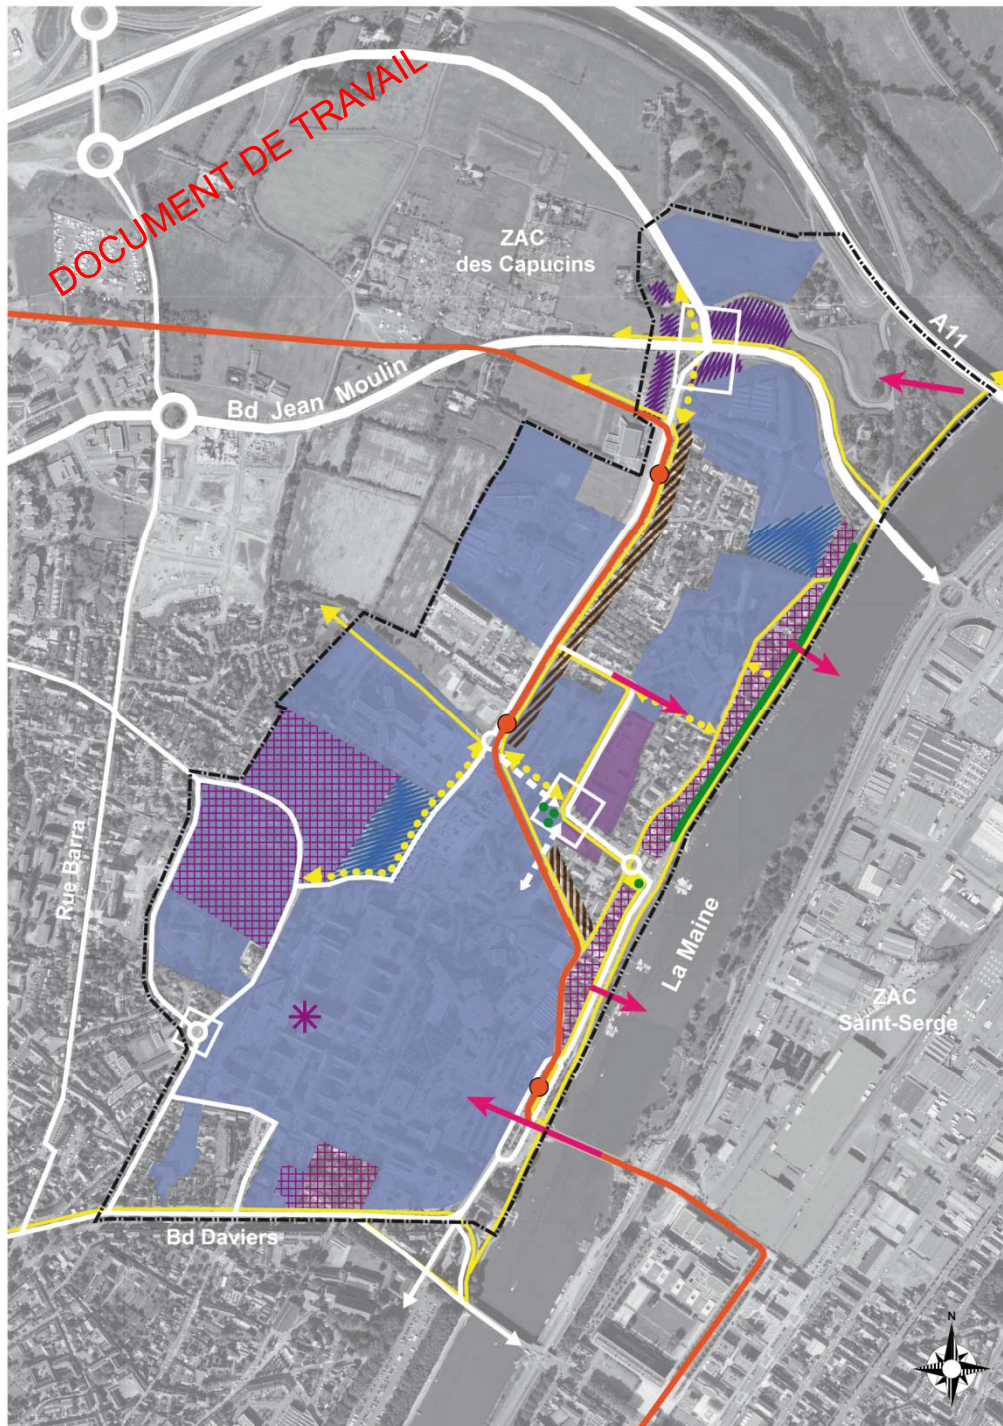 DOCUMENT DE TRAVAIL
ZAC
des Capucins
A11
Bd Jean Moulin
Rue Barra
La Maine
ZAC
Saint-Serge
Bd Daviers
N